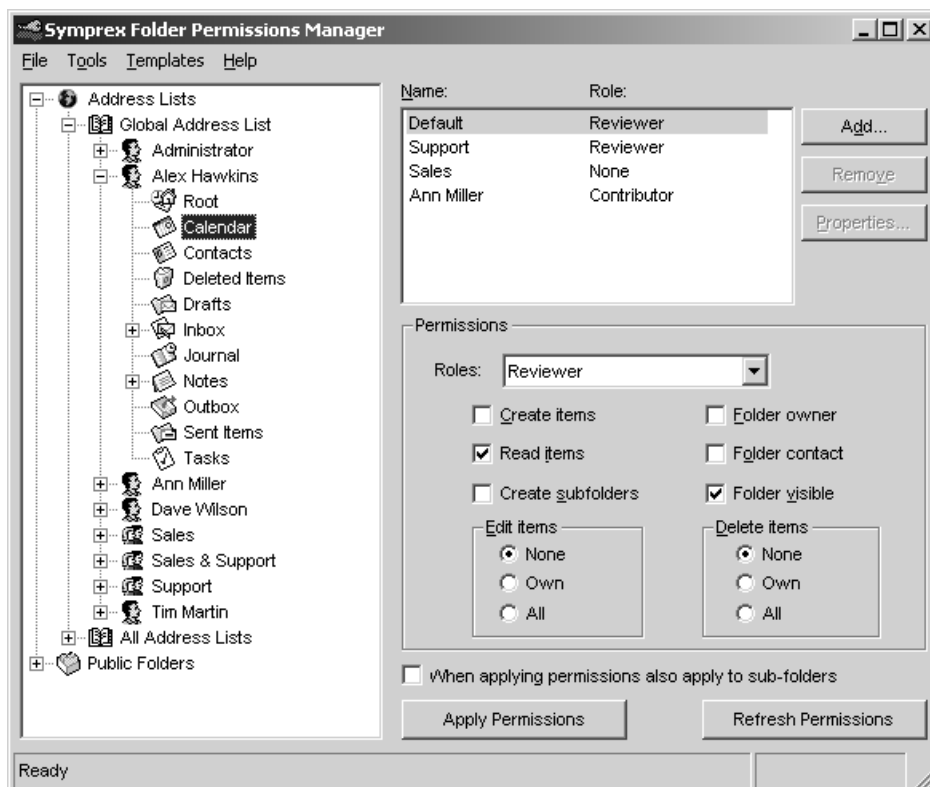 Symprex Folder Permissions Manager
File Tools Templates Help
Address Lists
Global Address List
Administrator
Alex Hawkins
Root
Calendar
Contacts
Deleted Items
Drafts
Inbox
Journal
Notes
Outbox
Sent Items
Tasks
Ann Miller
Dave Wilson
Sales
Sales & Support
Support
Tim Martin
All Address Lists
Public Folders
Name: Role:
Default Reviewer
Support Reviewer
Sales None
Ann Miller Contributor
Add...
Remove
Properties...
Permissions
Roles: Reviewer
Create items Folder owner
Read items Folder contact
Create subfolders Folder visible
Edit items Delete items
None None
Own Own
All All
When applying permissions also apply to sub-folders
Apply Permissions Refresh Permissions
Ready